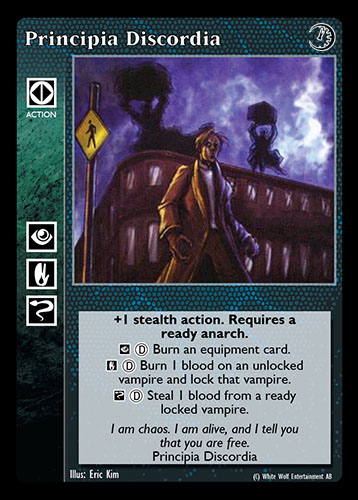 Principia Discordia
ACTION
+1 stealth action. Requires a
ready anarch.
Ⓓ Burn an equipment card.
Ⓓ Burn 1 blood on an unlocked
vampire and lock that vampire.
Ⓓ Steal 1 blood from a ready
locked vampire.
I am chaos. I am alive, and I tell you
that you are free.
Principia Discordia
Illus: Eric Kim
(C) White Wolf Entertainment AB